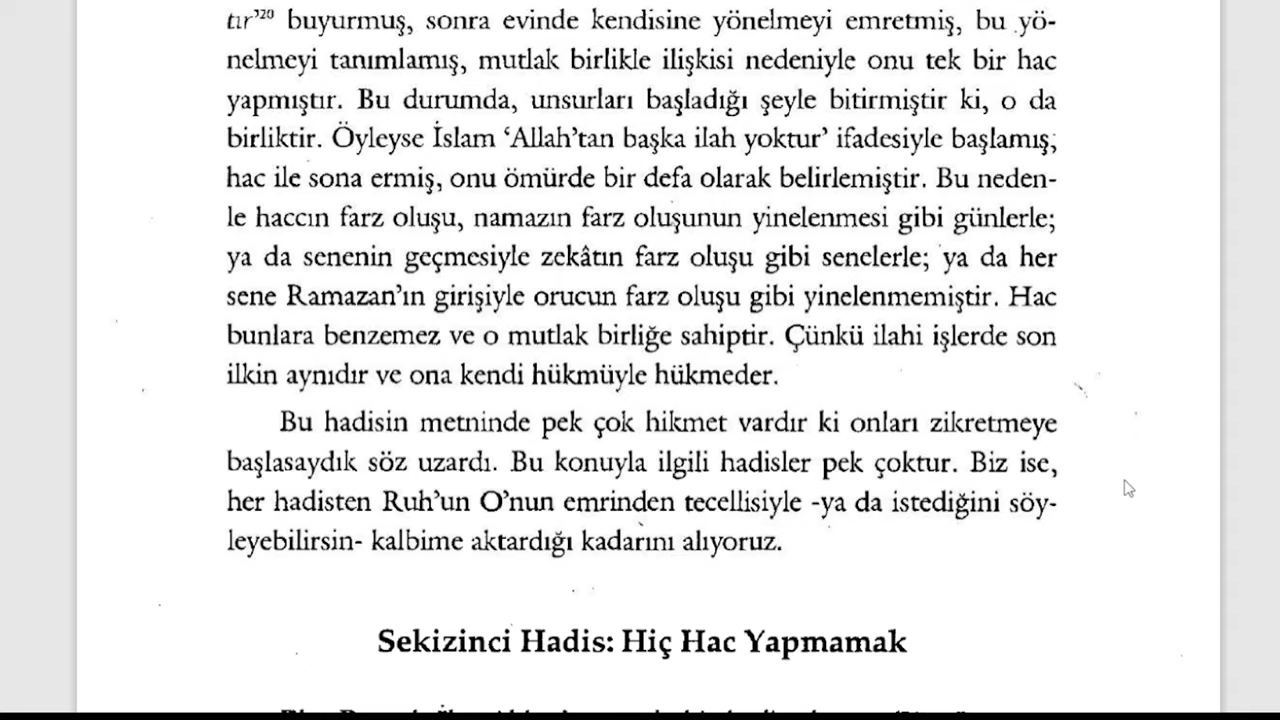 tır’²⁰ buyurmuş, sonra evinde kendisine yönelmeyi emretmiş, bu yö-
nelmeyi tanımlamış, mutlak birlikle ilişkisi nedeniyle onu tek bir hac
yapmıştır. Bu durumda, unsurları başladığı şeyle bitirmiştir ki, o da
birliktir. Öyleyse İslam ‘Allah’tan başka ilah yoktur’ ifadesiyle başlamış,
hac ile sona ermiş, onu ömürde bir defa olarak belirlemiştir. Bu neden-
le haccın farz oluşu, namazın farz oluşunun yinelenmesi gibi günlerle;
ya da senenin geçmesiyle zekâtın farz oluşu gibi senelerle; ya da her
sene Ramazan’ın girişiyle orucun farz oluşu gibi yinelenmemiştir. Hac
bunlara benzemez ve o mutlak birliğe sahiptir. Çünkü ilahi işlerde son
ilkin aynıdır ve ona kendi hükmüyle hükmeder.
Bu hadisin metninde pek çok hikmet vardır ki onları zikretmeye
başlasaydık söz uzardı. Bu konuyla ilgili hadisler pek çoktur. Biz ise,
her hadisten Ruh’un O’nun emrinden tecellisiyle -ya da istediğini söy-
leyebilirsin- kalbime aktardığı kadarını alıyoruz.
Sekizinci Hadis: Hiç Hac Yapmamak